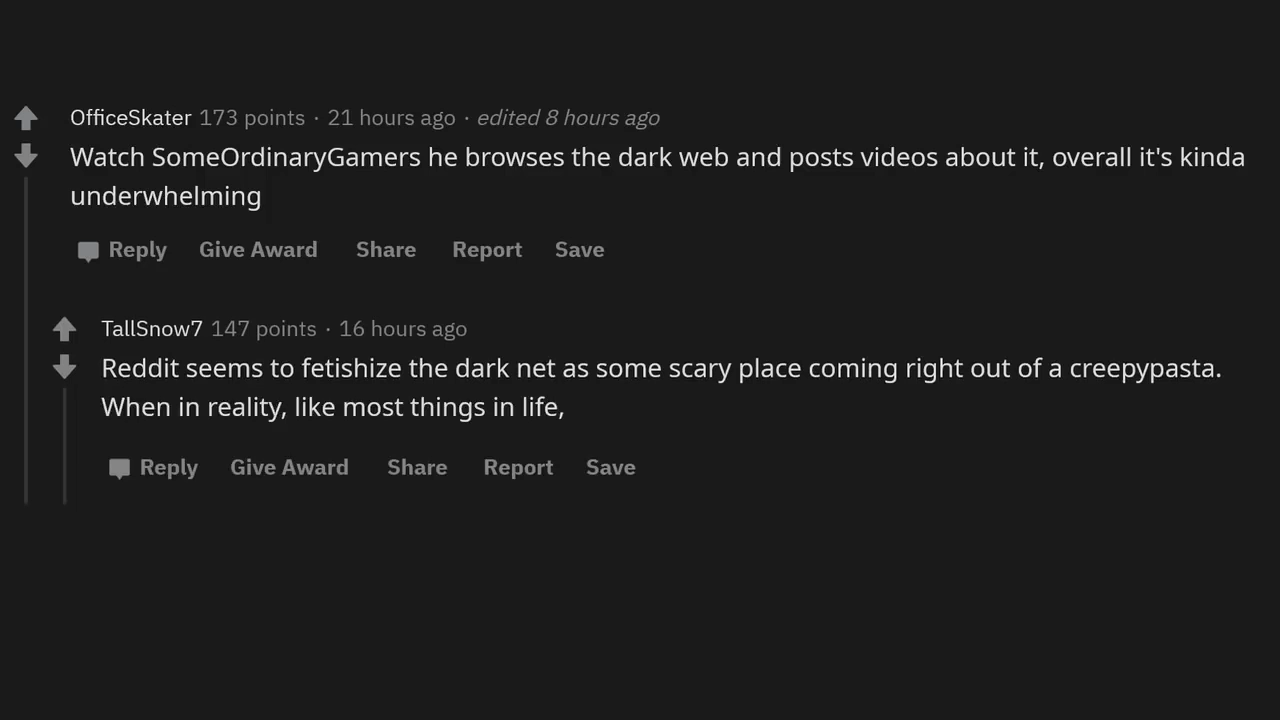 OfficeSkater 173 points · 21 hours ago · edited 8 hours ago
Watch SomeOrdinaryGamers he browses the dark web and posts videos about it, overall it's kinda
underwhelming
Reply Give Award Share Report Save
TallSnow7 147 points · 16 hours ago
Reddit seems to fetishize the dark net as some scary place coming right out of a creepypasta.
When in reality, like most things in life,
Reply Give Award Share Report Save